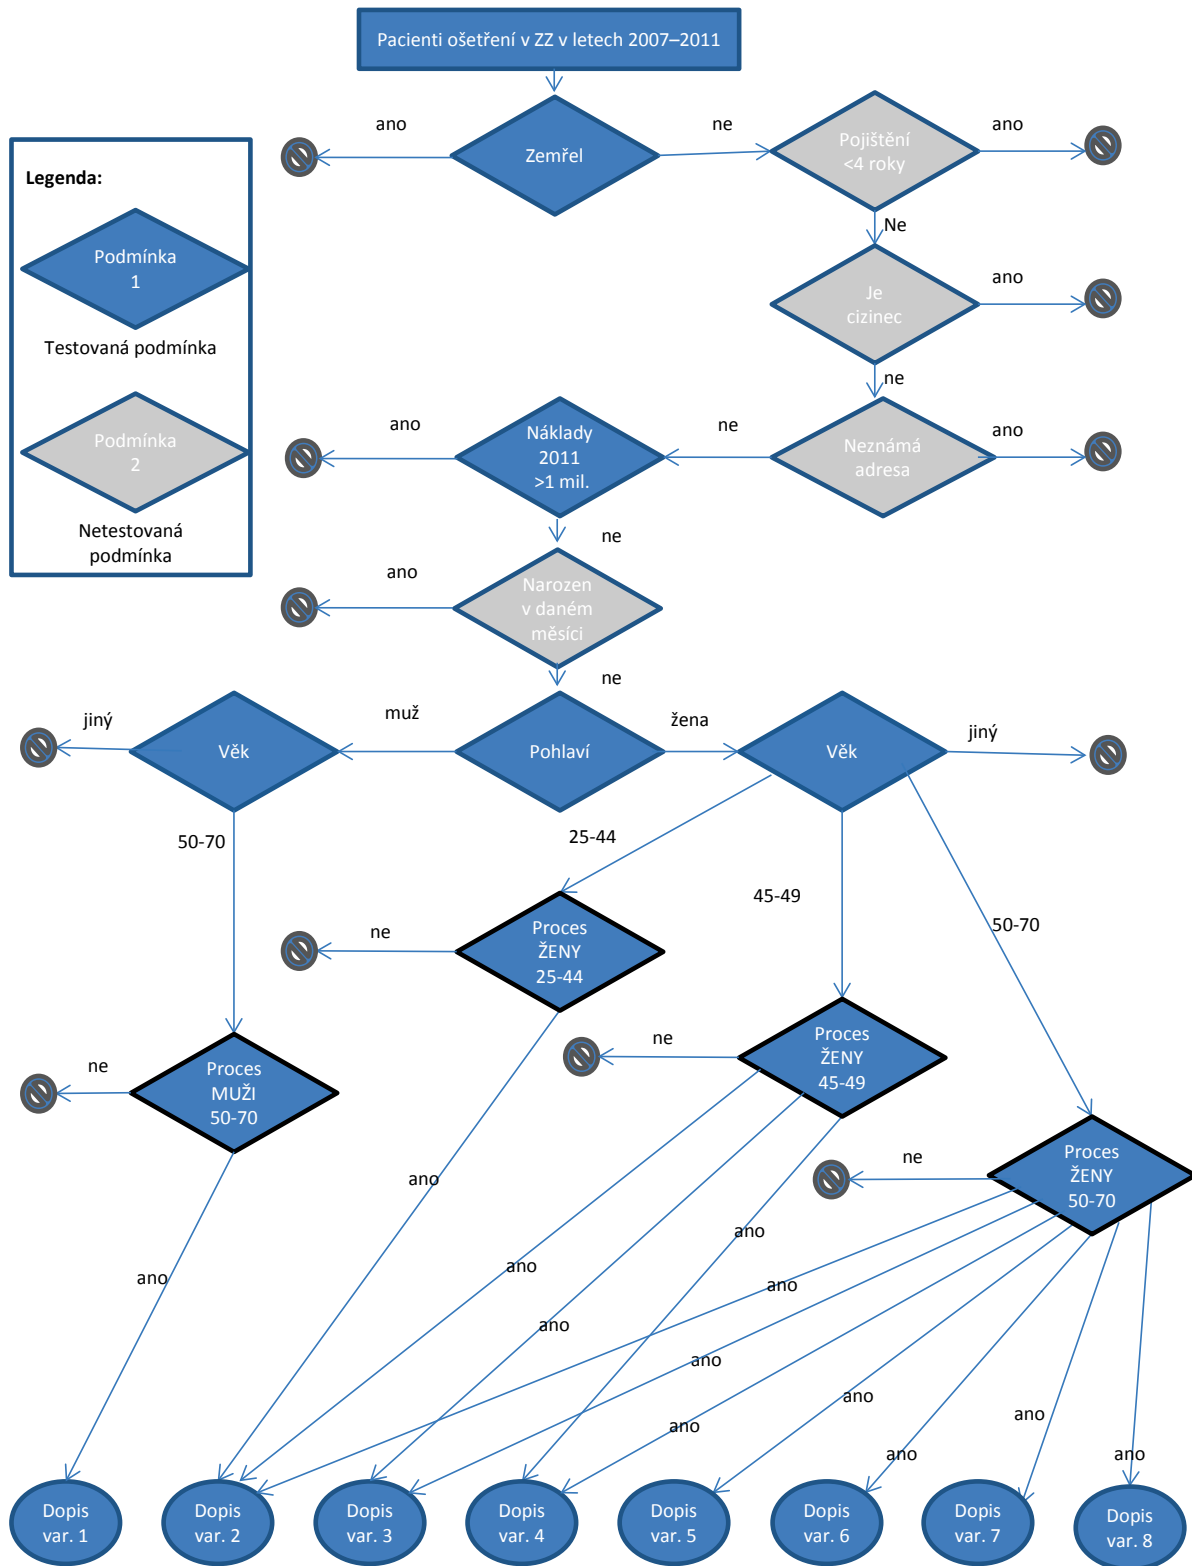 Pacienti ošetření v ZZ v letech 2007–2011
ano
Zemřel
ne
Pojištění
<4 roky
ano
Legenda:
Podmínka
1
Testovaná podmínka
Podmínka
2
Netestovaná
podmínka
Ne
Je
cizinec
ano
ne
ano
Náklady
2011
>1 mil.
ne
Neznámá
adresa
ano
ne
ano
Narozen
v daném
měsíci
ne
jiný
Věk
muž
Pohlaví
žena
Věk
jiný
50-70
25-44
45-49
50-70
ne
Proces
ŽENY
25-44
ne
Proces
MUŽI
50-70
ne
Proces
ŽENY
45-49
ne
Proces
ŽENY
50-70
ano
ano
ano
ano
ano
ano
ano
ano
ano
ano
ano
ano
Dopis
var. 1
Dopis
var. 2
Dopis
var. 3
Dopis
var. 4
Dopis
var. 5
Dopis
var. 6
Dopis
var. 7
Dopis
var. 8